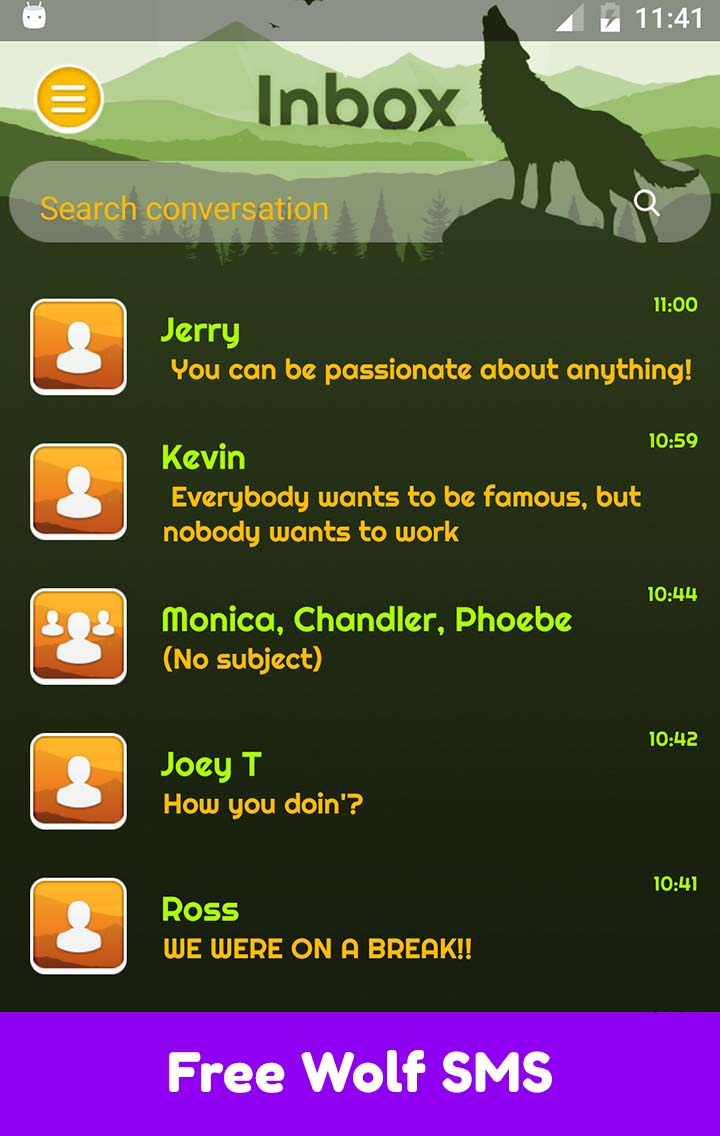 11:41
Inbox
Search conversation
11:00
Jerry
You can be passionate about anything!
10:59
Kevin
Everybody wants to be famous, but
nobody wants to work
10:44
Monica, Chandler, Phoebe
(No subject)
10:42
Joey T
How you doin'?
10:41
Ross
WE WERE ON A BREAK!!
Free Wolf SMS